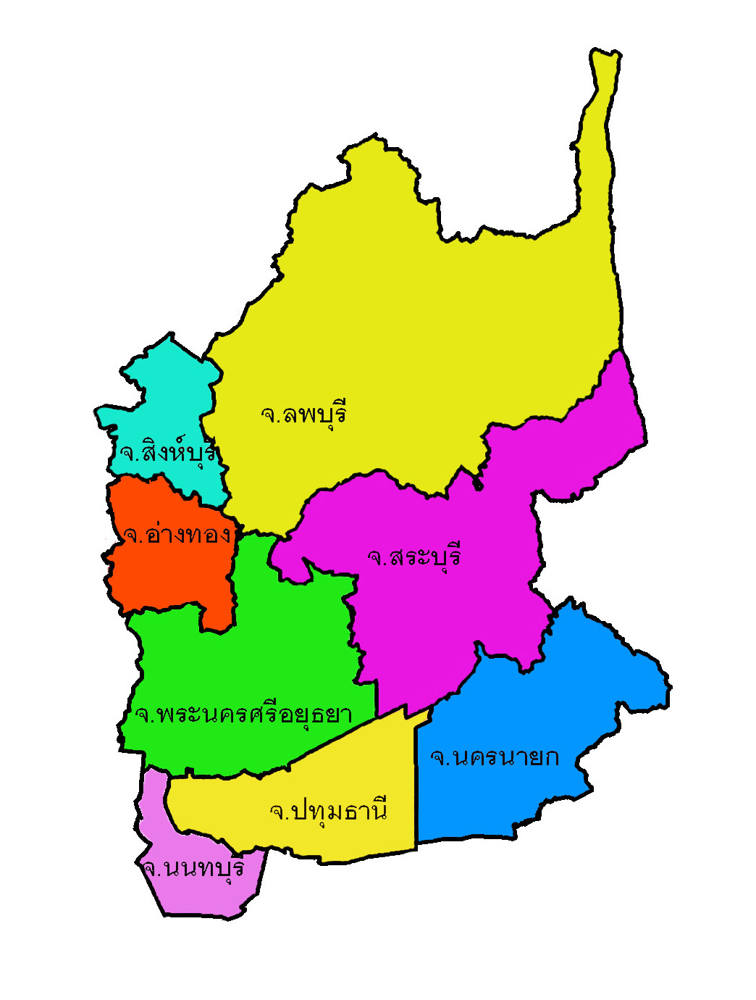 จ.ลพบุรี
จ.สิงห์บุรี
จ.อ่างทอง
จ.สระบุรี
จ.พระนครศรีอยุธยา
จ.นครนายก
จ.ปทุมธานี
จ.นนทบุรี